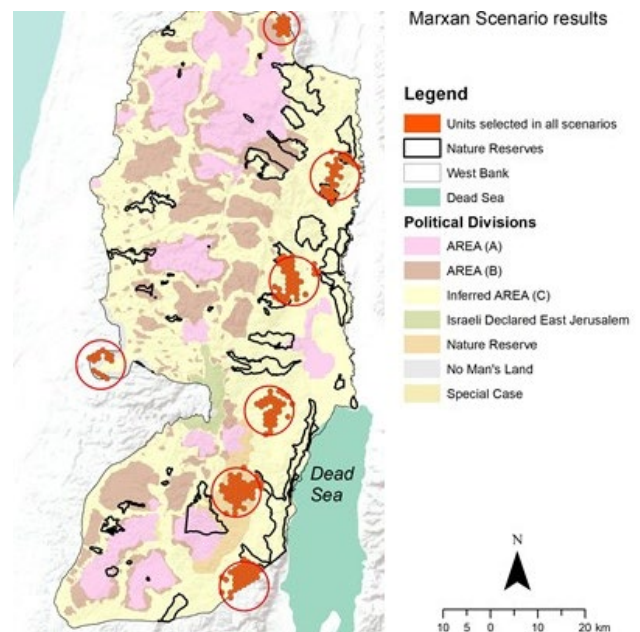 Marxan Scenario results
Legend
Units selected in all scenarios
Nature Reserves
West Bank
Dead Sea
Political Divisions
AREA (A)
AREA (B)
Inferred AREA (C)
Israeli Declared East Jerusalem
Nature Reserve
No Man's Land
Special Case
Dead
Sea
N
10 5 0 10 20 km